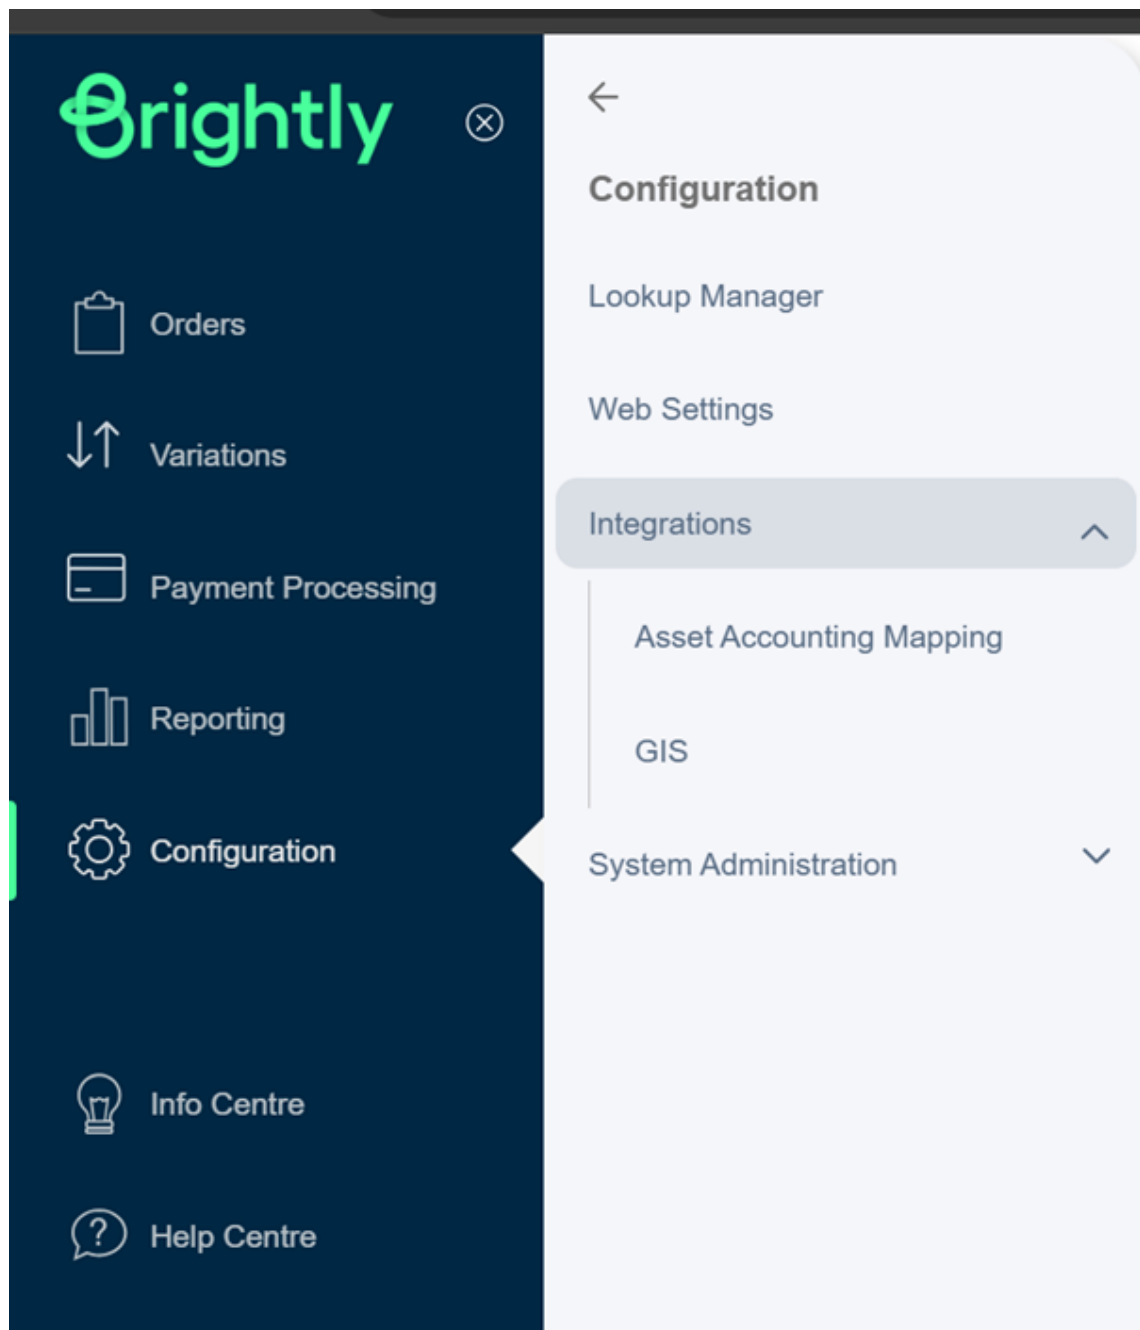 Brightly
Orders
Variations
Payment Processing
Reporting
Configuration
Info Centre
Help Centre
Configuration
Lookup Manager
Web Settings
Integrations
Asset Accounting Mapping
GIS
System Administration